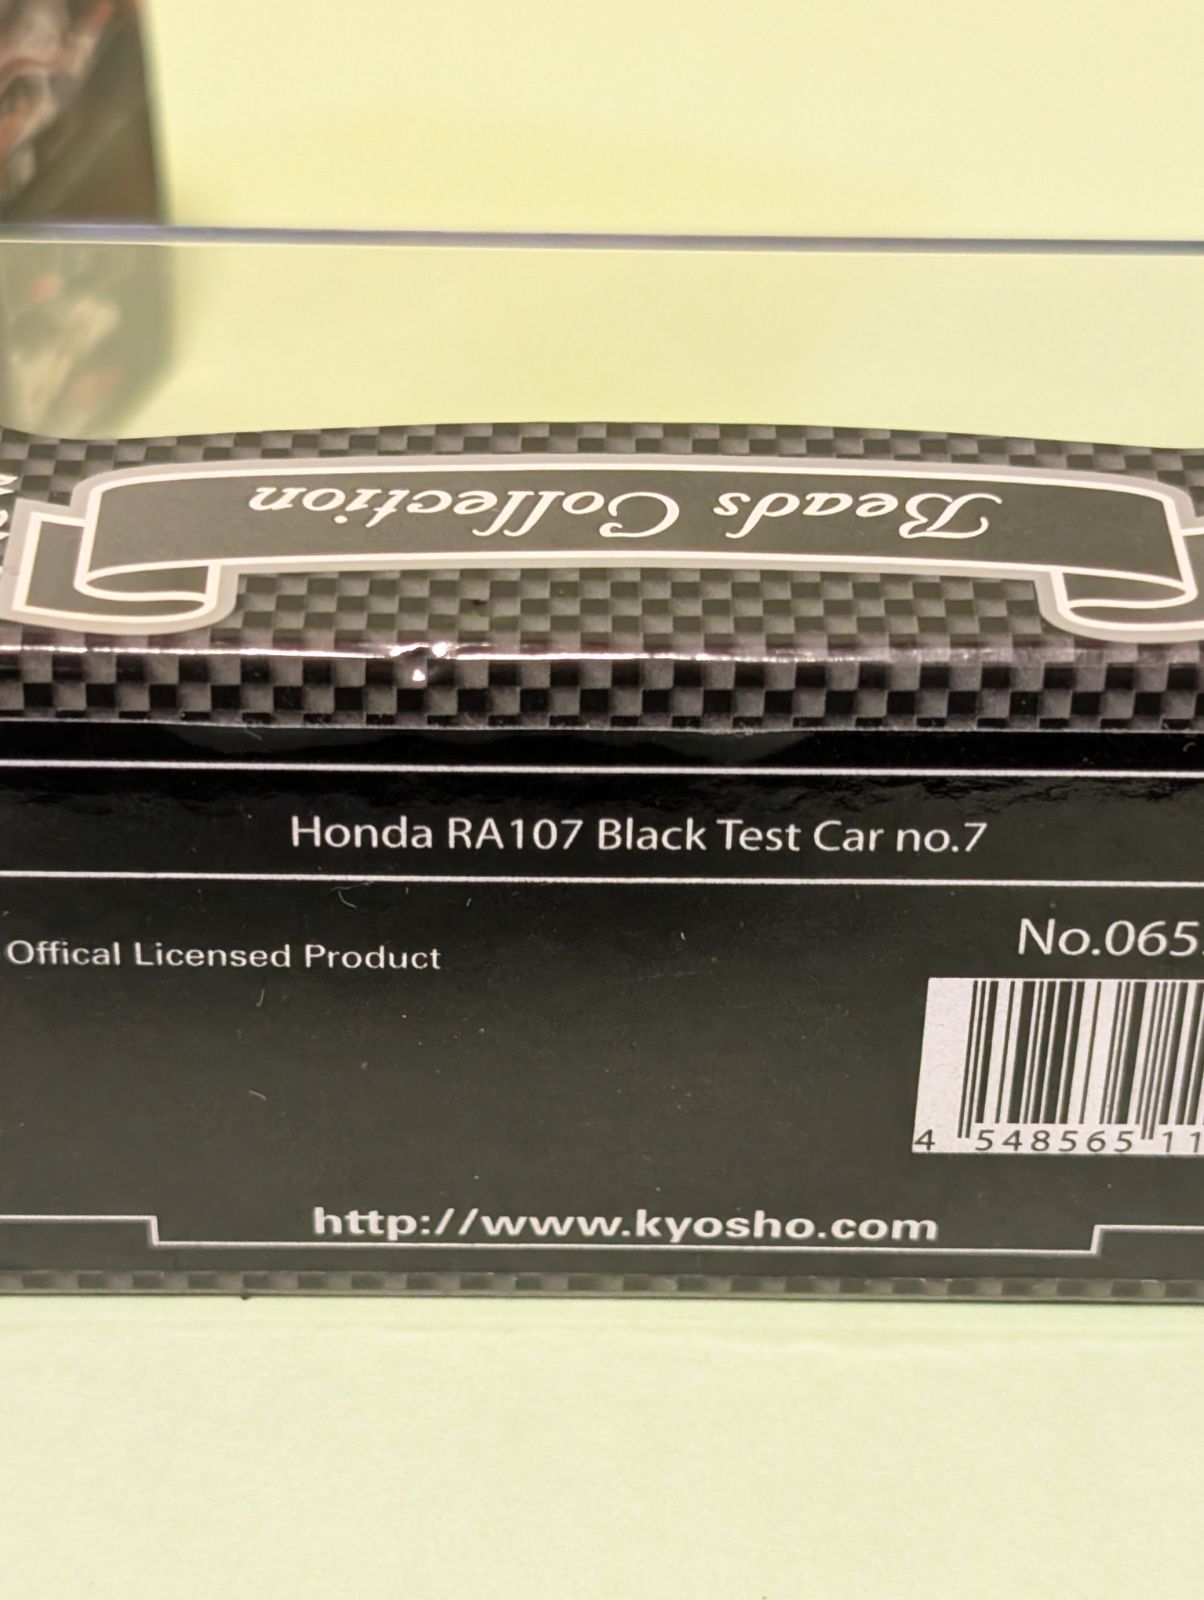 Beads Collection
Honda RA107 Black Test Car no.7
No.065
Offical Licensed Product
4 548565 11
http://www.kyosho.com